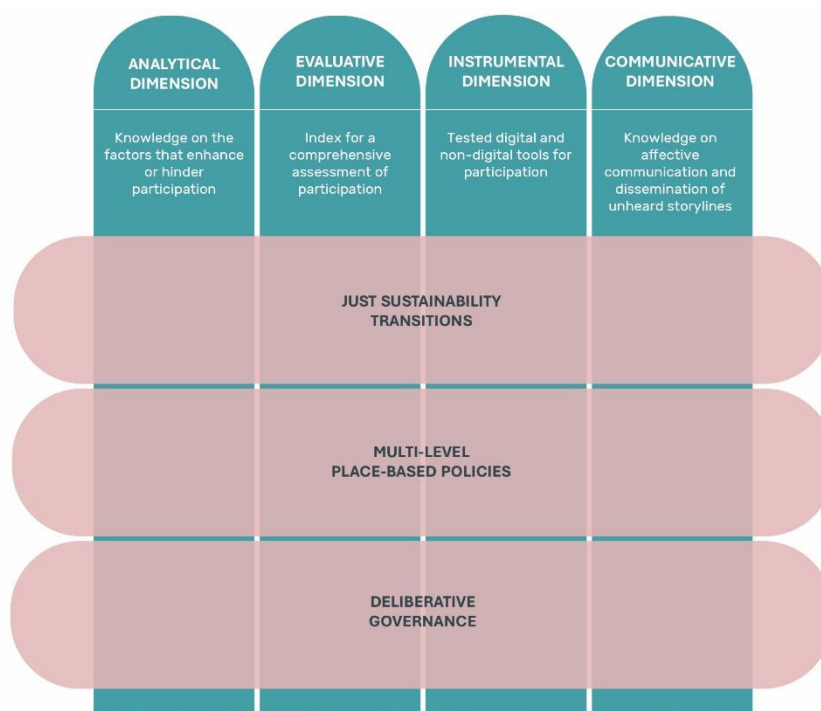 ANALYTICAL
DIMENSION
Knowledge on the
factors that enhance
or hinder
participation
EVALUATIVE
DIMENSION
Index for a
comprehensive
assessment of
participation
INSTRUMENTAL
DIMENSION
Tested digital and
non-digital tools for
participation
COMMUNICATIVE
DIMENSION
Knowledge on
affective
communication and
dissemination of
unheard storylines
JUST SUSTAINABILITY
TRANSITIONS
MULTI-LEVEL
PLACE-BASED POLICIES
DELIBERATIVE
GOVERNANCE